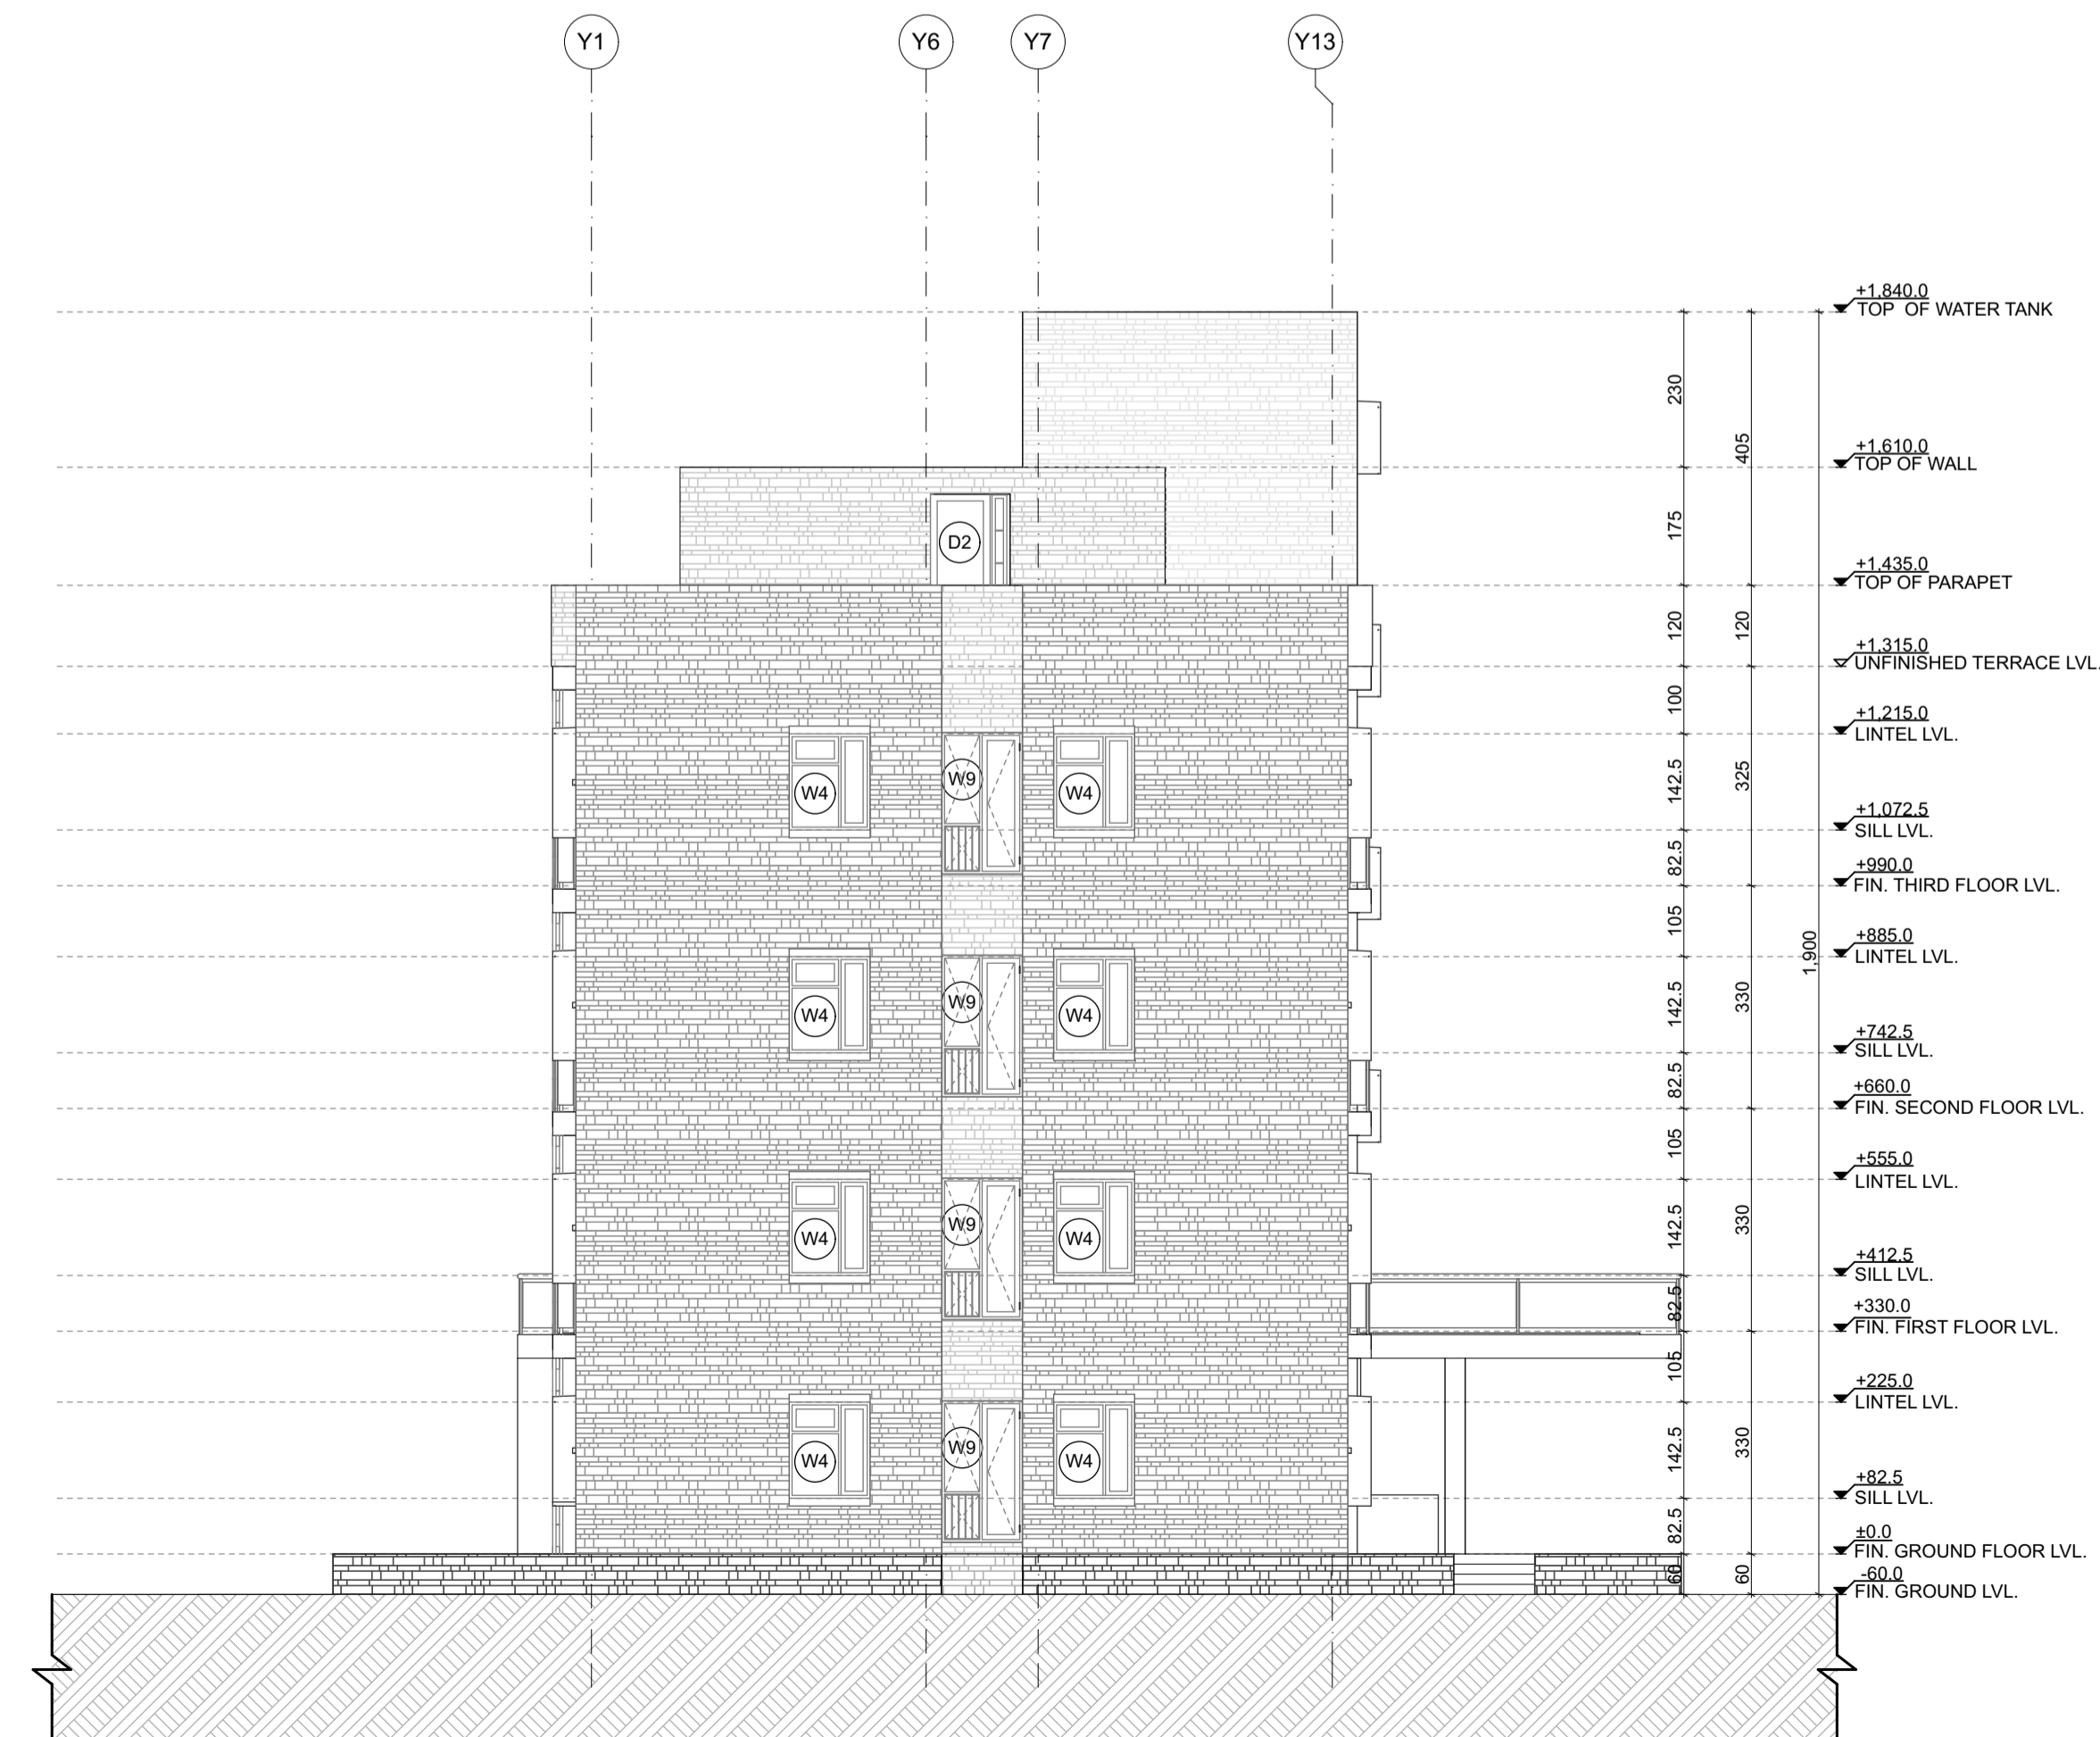 Y1 Y6 Y7 Y13
+1,840.0
TOP OF WATER TANK
230
405
+1,610.0
TOP OF WALL
175
D2
+1,435.0
TOP OF PARAPET
120 120
+1,315.0
UNFINISHED TERRACE LVL.
100
+1,215.0
LINTEL LVL.
W4 W9 W4
142.5 325
+1,072.5
SILL LVL.
82.5
+990.0
FIN. THIRD FLOOR LVL.
105
+885.0
LINTEL LVL.
1,900
W4 W9 W4
142.5 330
+742.5
SILL LVL.
82.5
+660.0
FIN. SECOND FLOOR LVL.
105
+555.0
LINTEL LVL.
W4 W9 W4
142.5 330
+412.5
SILL LVL.
82.5
+330.0
FIN. FIRST FLOOR LVL.
105
+225.0
LINTEL LVL.
W4 W9 W4
142.5 330
+82.5
SILL LVL.
82.5
±0.0
FIN. GROUND FLOOR LVL.
60 60
-60.0
FIN. GROUND LVL.